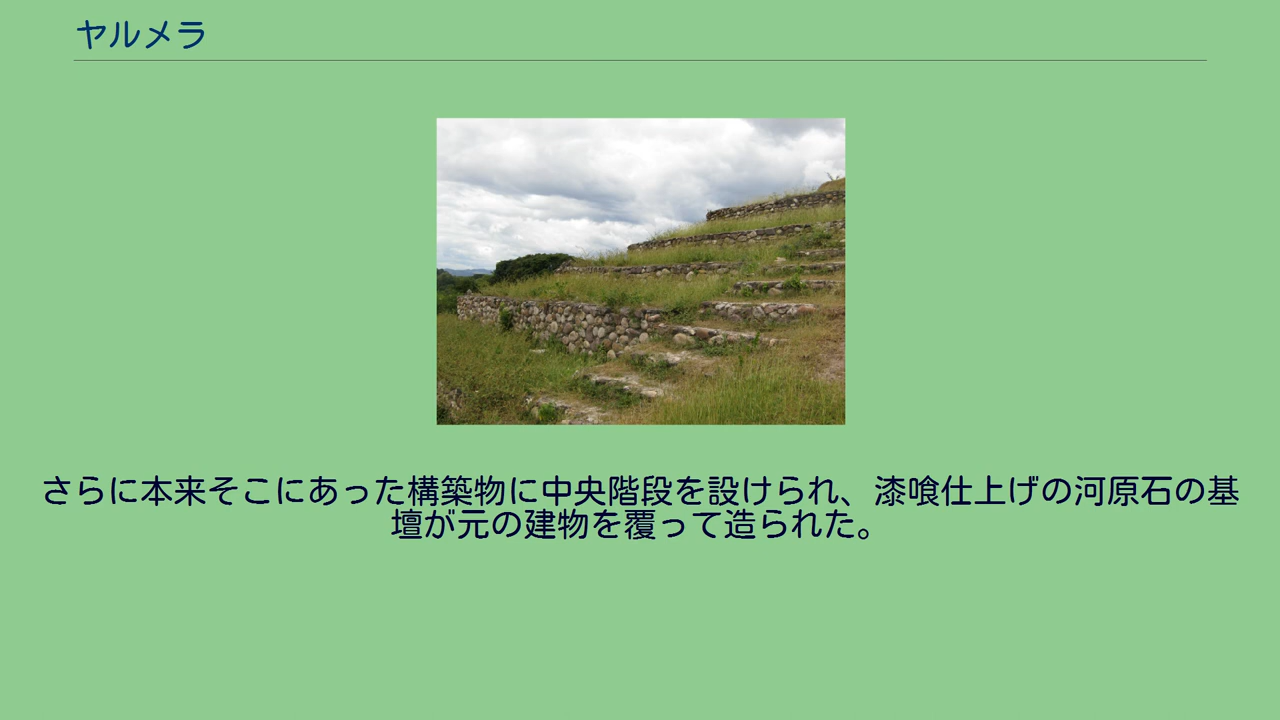 ヤルメラ
さらに本来そこにあった構築物に中央階段を設けられ、漆喰仕上げの河原石の基
壇が元の建物を覆って造られた。